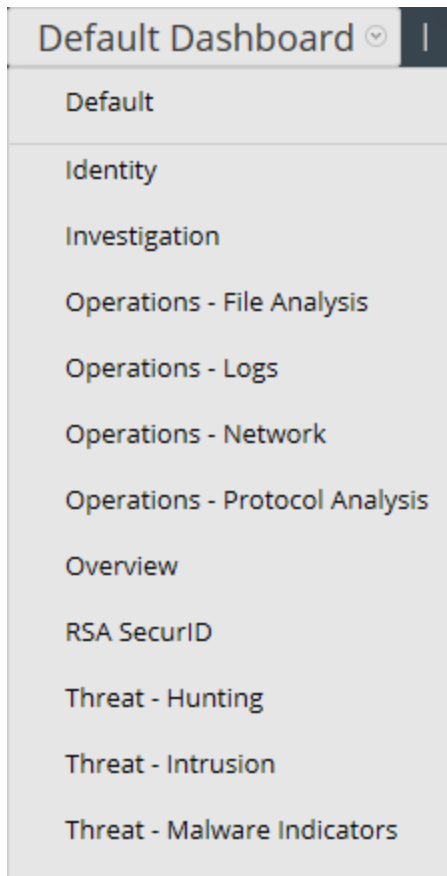 Default Dashboard
Default
Identity
Investigation
Operations - File Analysis
Operations - Logs
Operations - Network
Operations - Protocol Analysis
Overview
RSA SecurID
Threat - Hunting
Threat - Intrusion
Threat - Malware Indicators